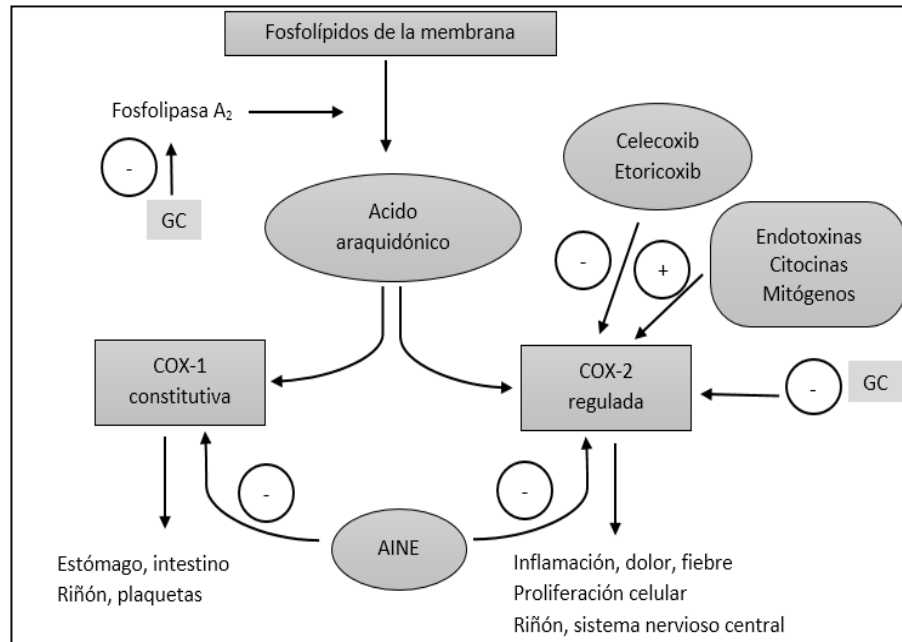 Fosfolípidos de la membrana
Fosfolipasa A₂
-
GC
Acido
araquidónico
Celecoxib
Etoricoxib
-
+
Endotoxinas
Citocinas
Mitógenos
COX-1
constitutiva
COX-2
regulada
-
GC
-
-
AINE
Estómago, intestino
Riñón, plaquetas
Inflamación, dolor, fiebre
Proliferación celular
Riñón, sistema nervioso central